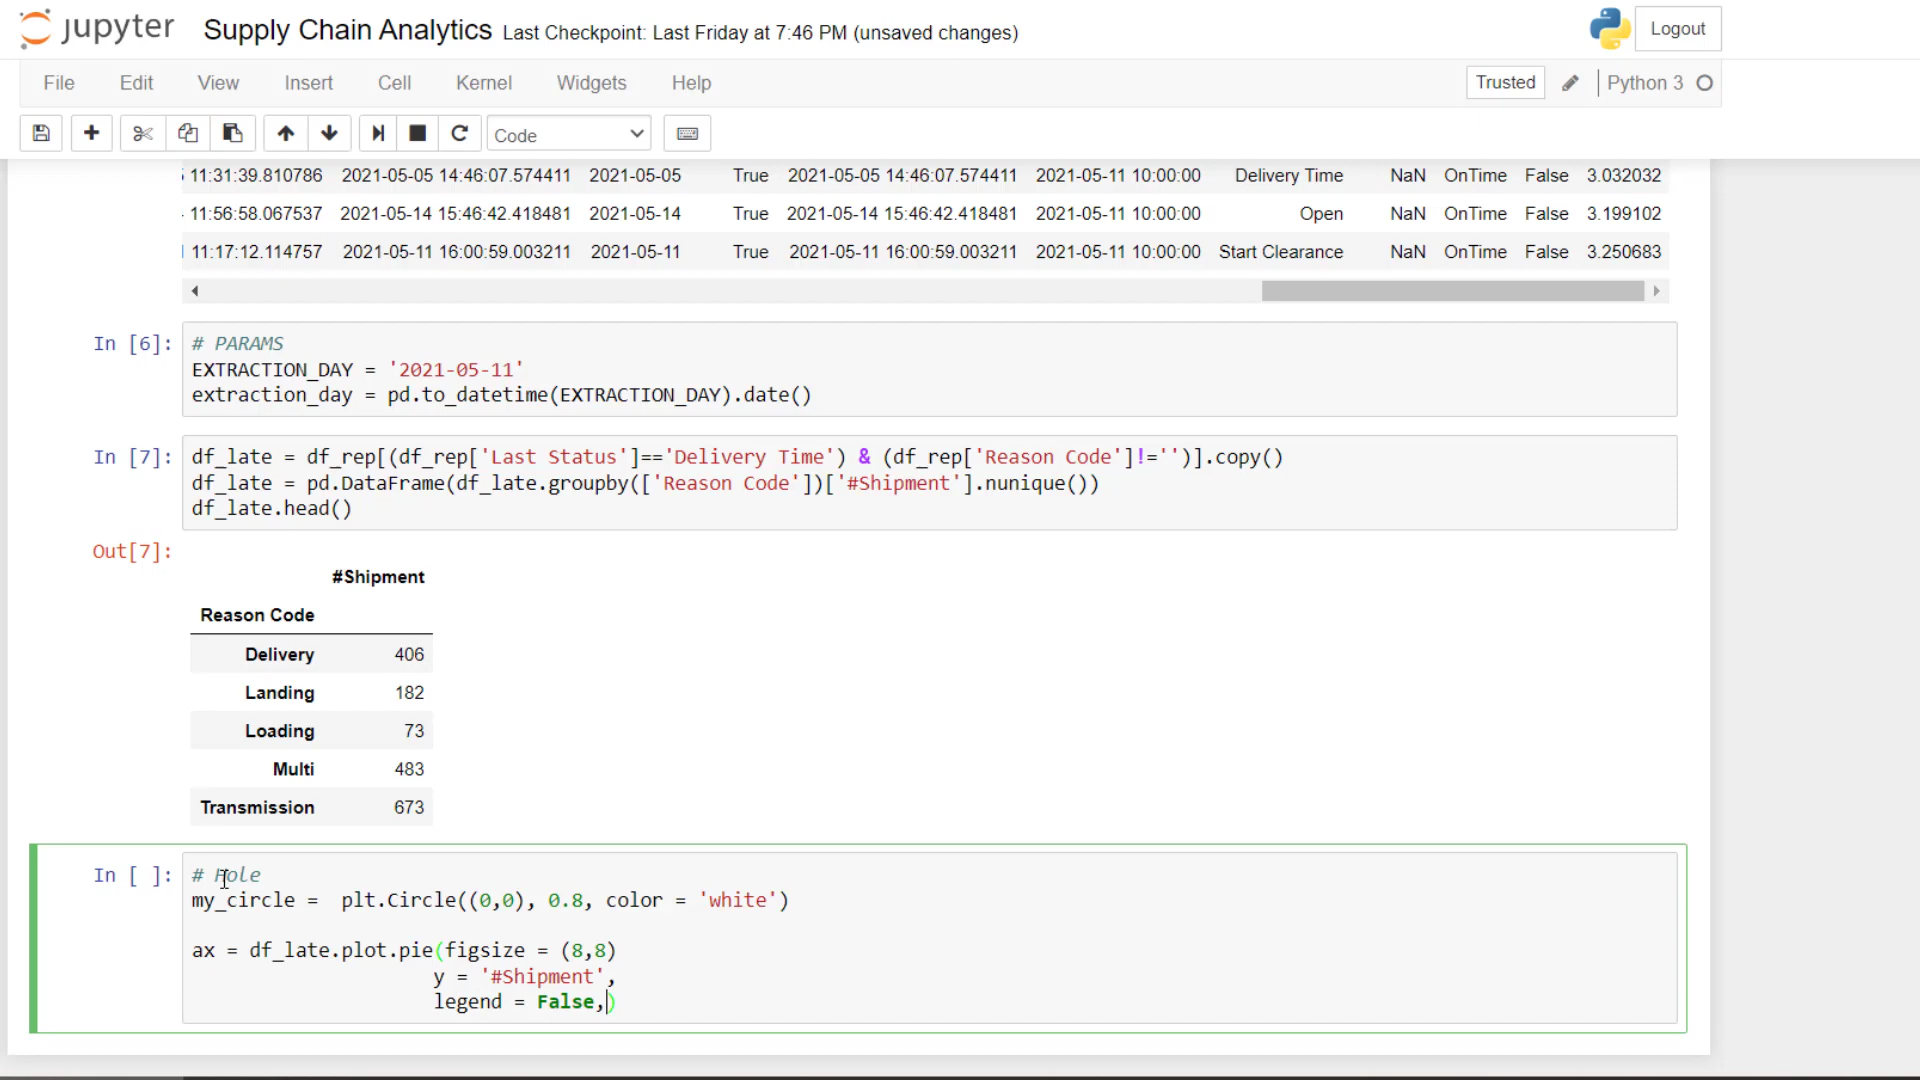 jupyter Supply Chain Analytics Last Checkpoint: Last Friday at 7:46 PM (unsaved changes) Logout
File Edit View Insert Cell Kernel Widgets Help Trusted Python 3
Code
11:31:39.810786 2021-05-05 14:46:07.574411 2021-05-05 True 2021-05-05 14:46:07.574411 2021-05-11 10:00:00 Delivery Time NaN OnTime False 3.032032
11:56:58.067537 2021-05-14 15:46:42.418481 2021-05-14 True 2021-05-14 15:46:42.418481 2021-05-11 10:00:00 Open NaN OnTime False 3.199102
11:17:12.114757 2021-05-11 16:00:59.003211 2021-05-11 True 2021-05-11 16:00:59.003211 2021-05-11 10:00:00 Start Clearance NaN OnTime False 3.250683
In [6]: # PARAMS
EXTRACTION_DAY = '2021-05-11'
extraction_day = pd.to_datetime(EXTRACTION_DAY).date()
In [7]: df_late = df_rep[(df_rep['Last Status']=='Delivery Time') & (df_rep['Reason Code']!='')].copy()
df_late = pd.DataFrame(df_late.groupby(['Reason Code'])['#Shipment'].nunique())
df_late.head()
Out[7]:
#Shipment
Reason Code
Delivery 406
Landing 182
Loading 73
Multi 483
Transmission 673
In [ ]: # Hole
my_circle =  plt.Circle((0,0), 0.8, color = 'white')
ax = df_late.plot.pie(figsize = (8,8)
y = '#Shipment',
legend = False,)